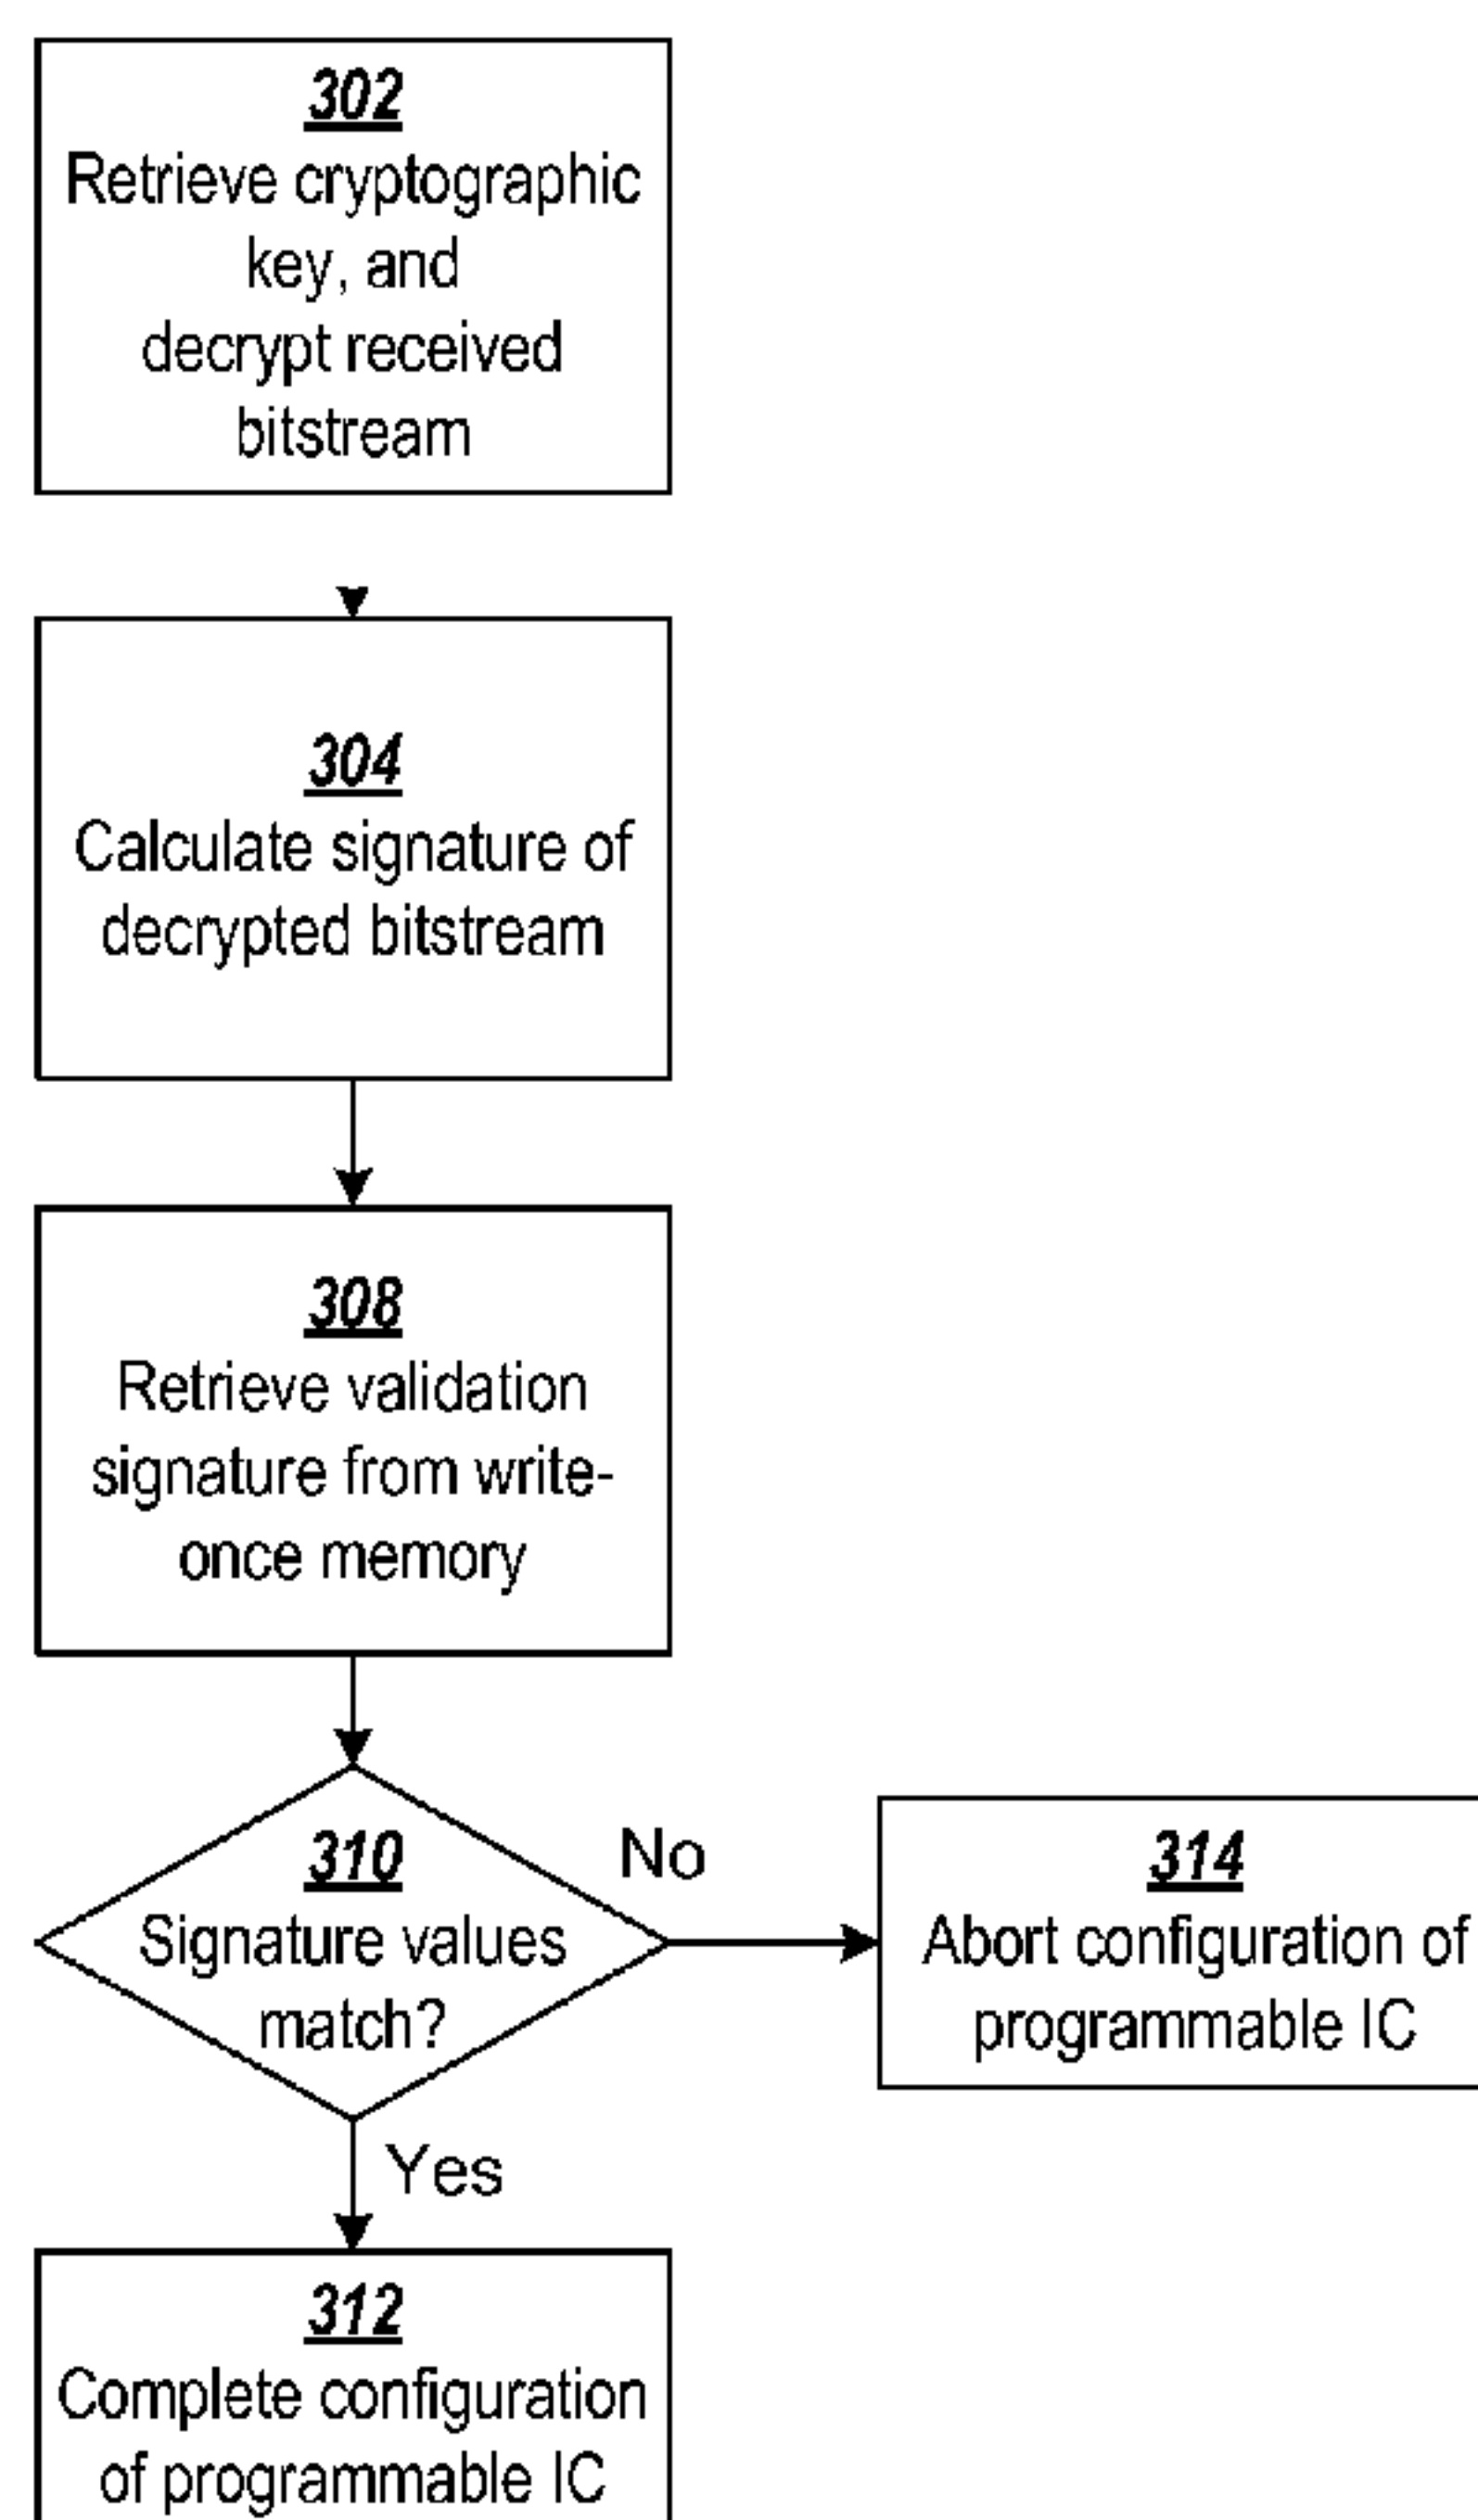 302
Retrieve cryptographic
key, and
decrypt received
bitstream
304
Calculate signature of
decrypted bitstream
308
Retrieve validation
signature from write-
once memory
310
Signature values
match?
No
314
Abort configuration of
programmable IC
Yes
312
Complete configuration
of programmable IC